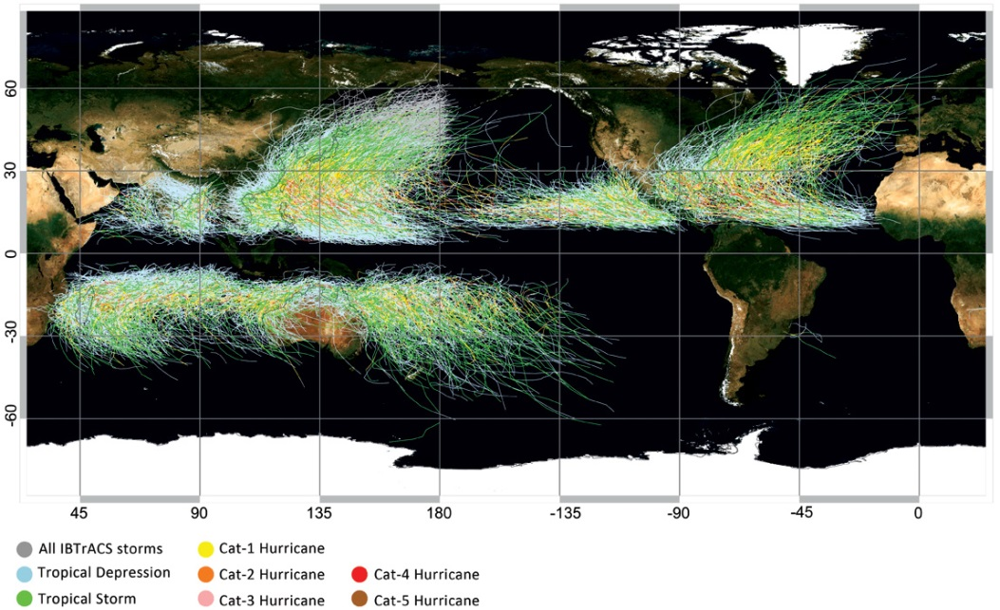 60
30
0
-30
-60
45 90 135 180 -135 -90 -45 0
All IBTrACS storms Cat-1 Hurricane
Tropical Depression Cat-2 Hurricane Cat-4 Hurricane
Tropical Storm Cat-3 Hurricane Cat-5 Hurricane